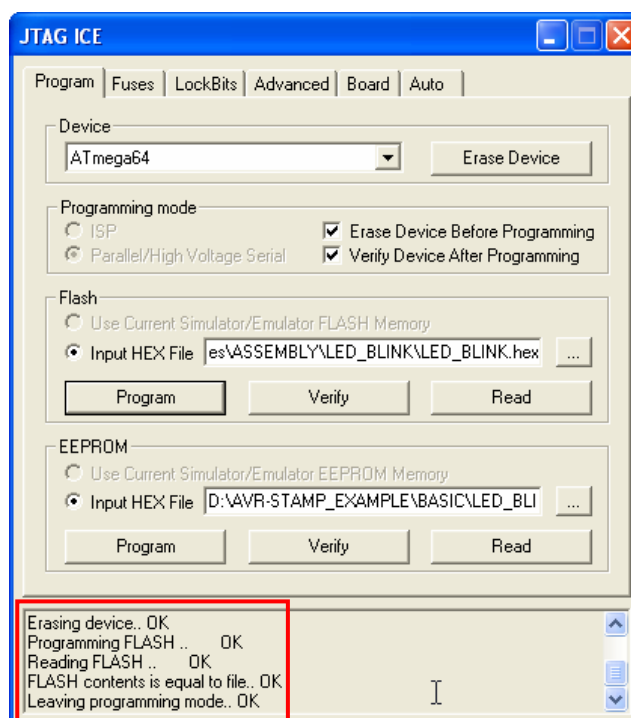 JTAG ICE
Program Fuses LockBits Advanced Board Auto
Device
ATmega64 Erase Device
Programming mode
ISP Erase Device Before Programming
Parallel/High Voltage Serial Verify Device After Programming
Flash
Use Current Simulator/Emulator FLASH Memory
Input HEX File es\ASSEMBLY\LED_BLINK\LED_BLINK.hex ...
Program Verify Read
EEPROM
Use Current Simulator/Emulator EEPROM Memory
Input HEX File D:\AVR-STAMP_EXAMPLE\BASIC\LED_BLI ...
Program Verify Read
Erasing device.. OK
Programming FLASH .. OK
Reading FLASH .. OK
FLASH contents is equal to file.. OK
Leaving programming mode.. OK